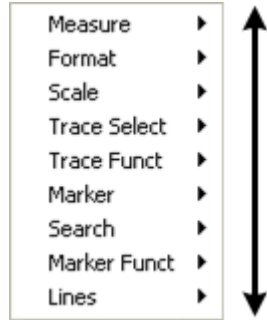 Measure
Format
Scale
Trace Select
Trace Funct
Marker
Search
Marker Funct
Lines